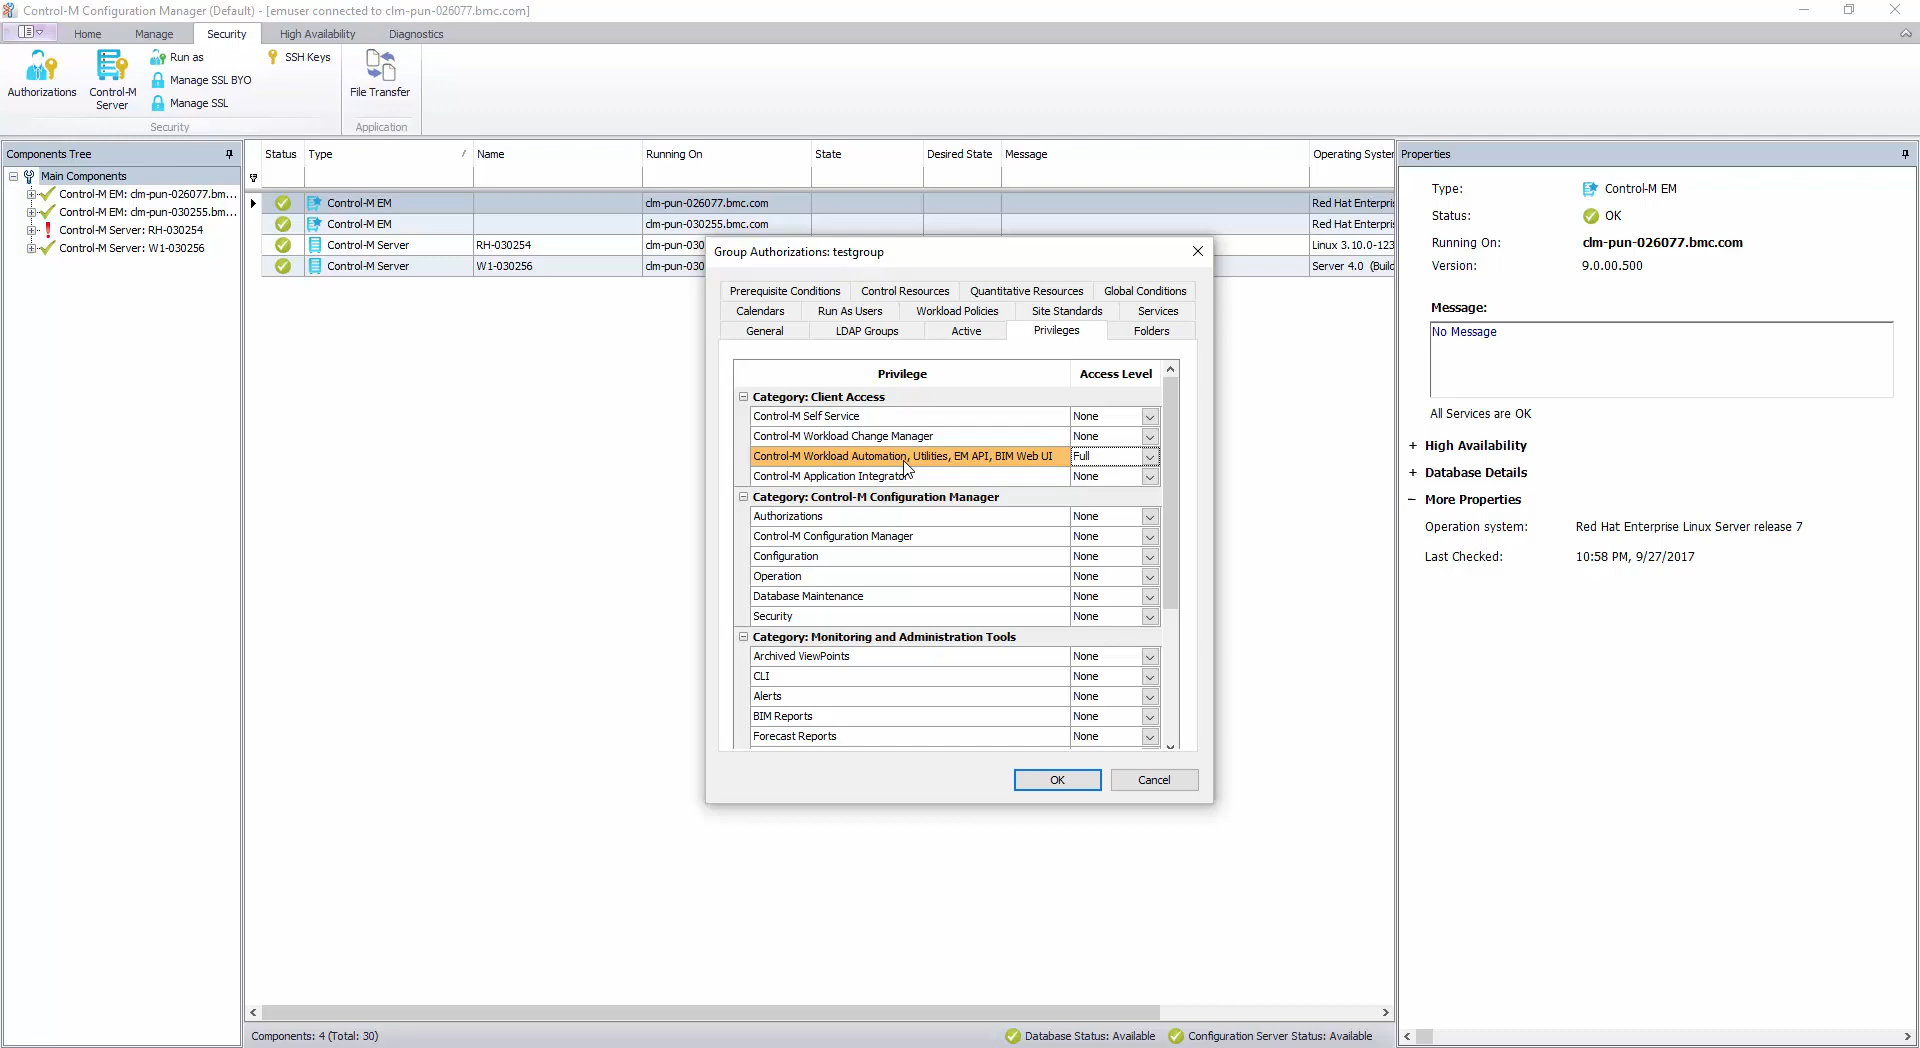 Control-M Configuration Manager (Default) - [emuser connected to clm-pun-026077.bmc.com]
Home Manage Security High Availability Diagnostics
Authorizations
Control-M Server
Run as
Manage SSL BYO
Manage SSL
SSH Keys
Security
File Transfer
Application
Components Tree
Main Components
Control-M EM: clm-pun-026077.bm...
Control-M EM: clm-pun-030255.bm...
Control-M Server: RH-030254
Control-M Server: W1-030256
Status Type Name Running On State Desired State Message Operating System
Control-M EM clm-pun-026077.bmc.com Red Hat Enterpris
Control-M EM clm-pun-030255.bmc.com Red Hat Enterpris
Control-M Server RH-030254 clm-pun-030 Linux 3.10.0-123
Control-M Server W1-030256 clm-pun-030 Server 4.0 (Build
Group Authorizations: testgroup
Prerequisite Conditions Control Resources Quantitative Resources Global Conditions
Calendars Run As Users Workload Policies Site Standards Services
General LDAP Groups Active Privileges Folders
Privilege Access Level
Category: Client Access
Control-M Self Service None
Control-M Workload Change Manager None
Control-M Workload Automation, Utilities, EM API, BIM Web UI Full
Control-M Application Integrator None
Category: Control-M Configuration Manager
Authorizations None
Control-M Configuration Manager None
Configuration None
Operation None
Database Maintenance None
Security None
Category: Monitoring and Administration Tools
Archived ViewPoints None
CLI None
Alerts None
BIM Reports None
Forecast Reports None
OK Cancel
Properties
Type: Control-M EM
Status: OK
Running On: clm-pun-026077.bmc.com
Version: 9.0.00.500
Message:
No Message
All Services are OK
+ High Availability
+ Database Details
− More Properties
Operation system: Red Hat Enterprise Linux Server release 7
Last Checked: 10:58 PM, 9/27/2017
Components: 4 (Total: 30)
Database Status: Available
Configuration Server Status: Available